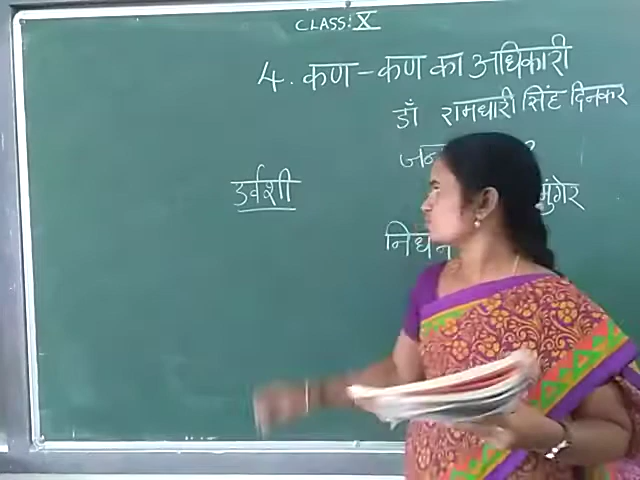 CLASS: X
4. कण-कण का अधिकारी
डाॅं रामधारी सिंह दिनकर
उर्वशी
मुंगेर
निधन